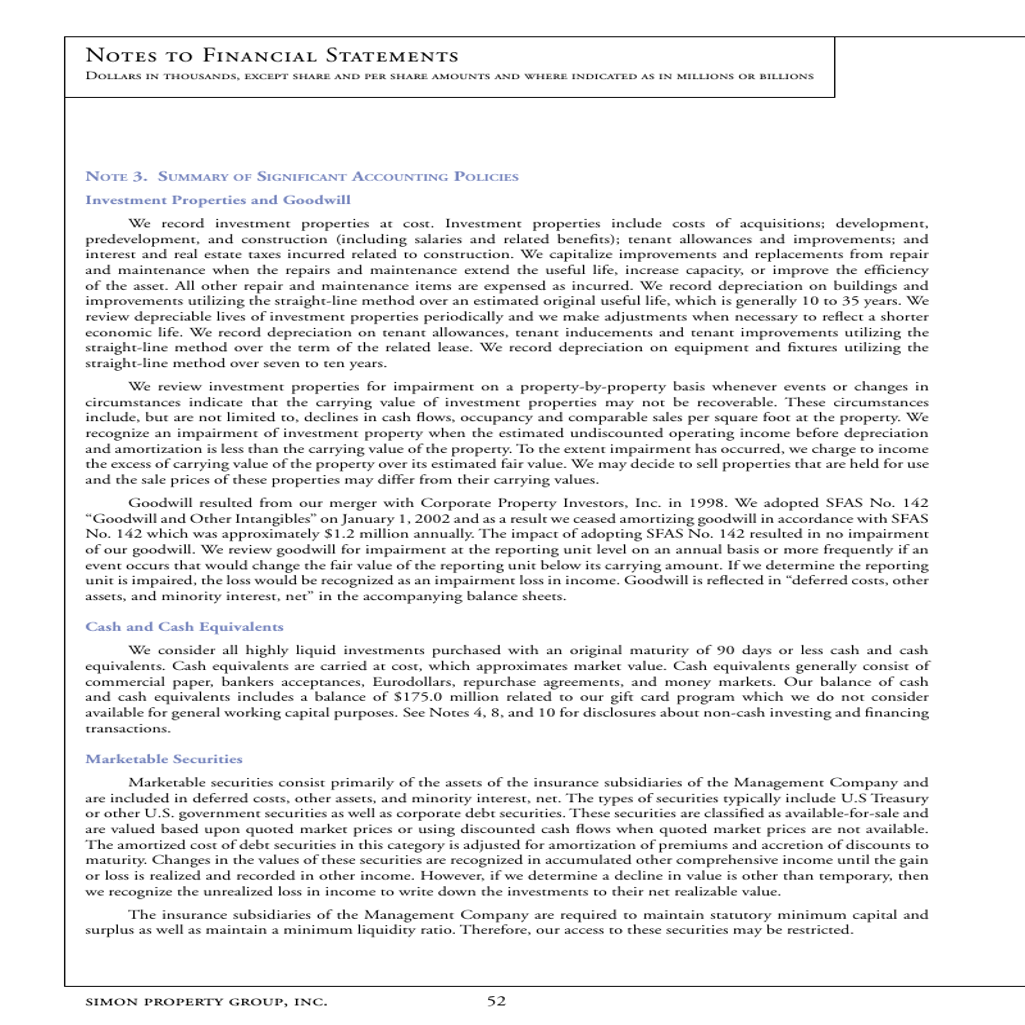 Notes to Financial Statements
Dollars in thousands, except share and per share amounts and where indicated as in millions or billions
Note 3. Summary of Significant Accounting Policies
Investment Properties and Goodwill
We record investment properties at cost. Investment properties include costs of acquisitions; development,
predevelopment, and construction (including salaries and related benefits); tenant allowances and improvements; and
interest and real estate taxes incurred related to construction. We capitalize improvements and replacements from repair
and maintenance when the repairs and maintenance extend the useful life, increase capacity, or improve the efficiency
of the asset. All other repair and maintenance items are expensed as incurred. We record depreciation on buildings and
improvements utilizing the straight-line method over an estimated original useful life, which is generally 10 to 35 years. We
review depreciable lives of investment properties periodically and we make adjustments when necessary to reflect a shorter
economic life. We record depreciation on tenant allowances, tenant inducements and tenant improvements utilizing the
straight-line method over the term of the related lease. We record depreciation on equipment and fixtures utilizing the
straight-line method over seven to ten years.
We review investment properties for impairment on a property-by-property basis whenever events or changes in
circumstances indicate that the carrying value of investment properties may not be recoverable. These circumstances
include, but are not limited to, declines in cash flows, occupancy and comparable sales per square foot at the property. We
recognize an impairment of investment property when the estimated undiscounted operating income before depreciation
and amortization is less than the carrying value of the property. To the extent impairment has occurred, we charge to income
the excess of carrying value of the property over its estimated fair value. We may decide to sell properties that are held for use
and the sale prices of these properties may differ from their carrying values.
Goodwill resulted from our merger with Corporate Property Investors, Inc. in 1998. We adopted SFAS No. 142
“Goodwill and Other Intangibles” on January 1, 2002 and as a result we ceased amortizing goodwill in accordance with SFAS
No. 142 which was approximately $1.2 million annually. The impact of adopting SFAS No. 142 resulted in no impairment
of our goodwill. We review goodwill for impairment at the reporting unit level on an annual basis or more frequently if an
event occurs that would change the fair value of the reporting unit below its carrying amount. If we determine the reporting
unit is impaired, the loss would be recognized as an impairment loss in income. Goodwill is reflected in “deferred costs, other
assets, and minority interest, net” in the accompanying balance sheets.
Cash and Cash Equivalents
We consider all highly liquid investments purchased with an original maturity of 90 days or less cash and cash
equivalents. Cash equivalents are carried at cost, which approximates market value. Cash equivalents generally consist of
commercial paper, bankers acceptances, Eurodollars, repurchase agreements, and money markets. Our balance of cash
and cash equivalents includes a balance of $175.0 million related to our gift card program which we do not consider
available for general working capital purposes. See Notes 4, 8, and 10 for disclosures about non-cash investing and financing
transactions.
Marketable Securities
Marketable securities consist primarily of the assets of the insurance subsidiaries of the Management Company and
are included in deferred costs, other assets, and minority interest, net. The types of securities typically include U.S Treasury
or other U.S. government securities as well as corporate debt securities. These securities are classified as available-for-sale and
are valued based upon quoted market prices or using discounted cash flows when quoted market prices are not available.
The amortized cost of debt securities in this category is adjusted for amortization of premiums and accretion of discounts to
maturity. Changes in the values of these securities are recognized in accumulated other comprehensive income until the gain
or loss is realized and recorded in other income. However, if we determine a decline in value is other than temporary, then
we recognize the unrealized loss in income to write down the investments to their net realizable value.
The insurance subsidiaries of the Management Company are required to maintain statutory minimum capital and
surplus as well as maintain a minimum liquidity ratio. Therefore, our access to these securities may be restricted.
SIMON PROPERTY GROUP, INC. 52